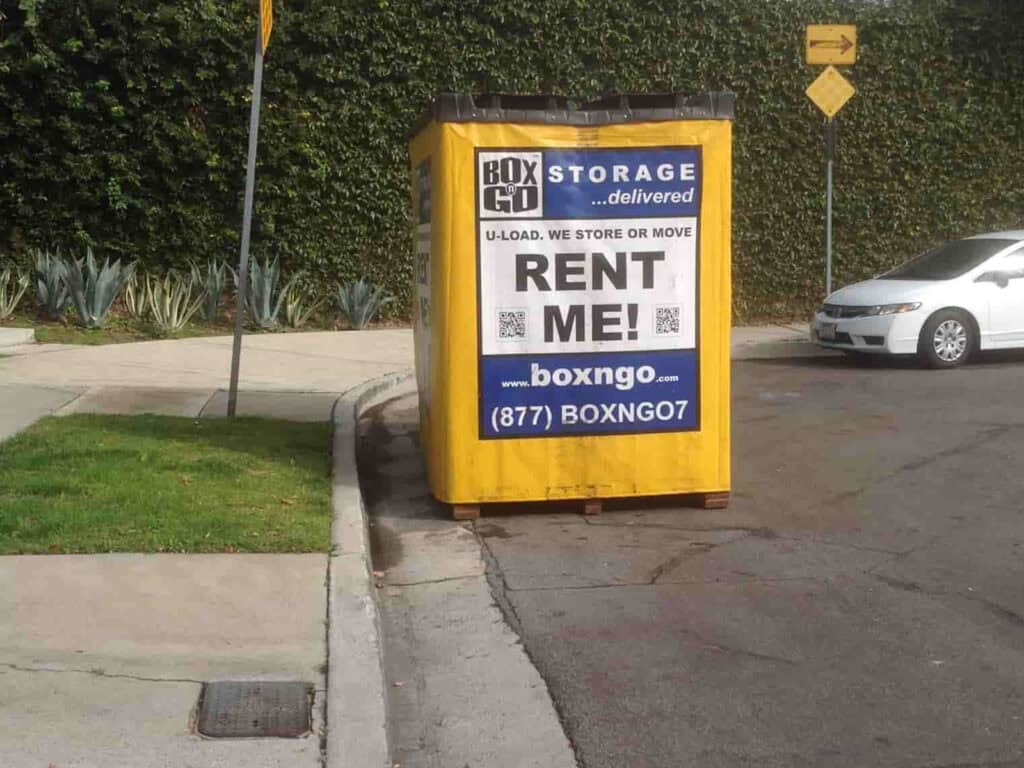 BOX
n
GO
STORAGE
...delivered
U-LOAD. WE STORE OR MOVE
RENT
ME!
www.boxngo.com
(877) BOXNGO7